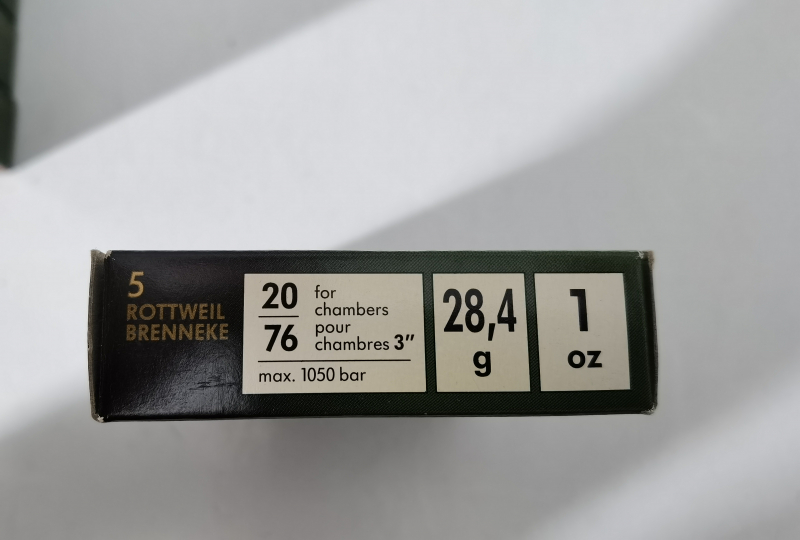 5
ROTTWEIL
BRENNEKE
20
76
for
chambers
pour
chambres 3″
max. 1050 bar
28,4
g
1
oz